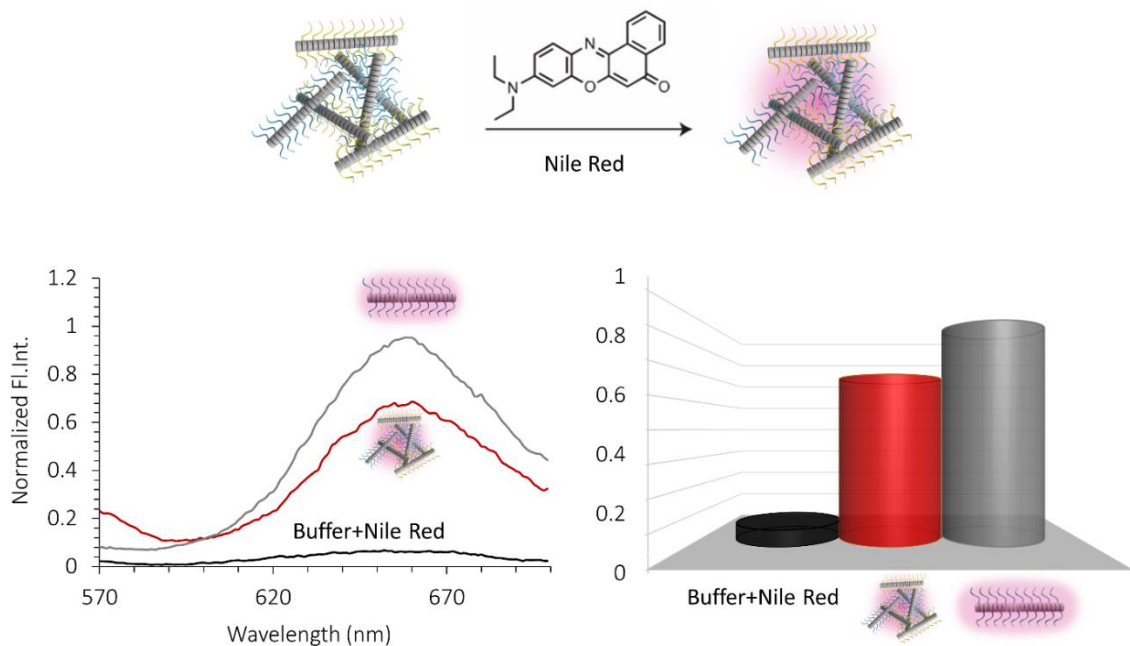 N
N
O
O
Nile Red
1.2
1
0.8
0.6
0.4
0.2
0
Normalized Fl.Int.
Buffer+Nile Red
570
620
670
Wavelength (nm)
1
0.8
0.6
0.4
0.2
0
Buffer+Nile Red